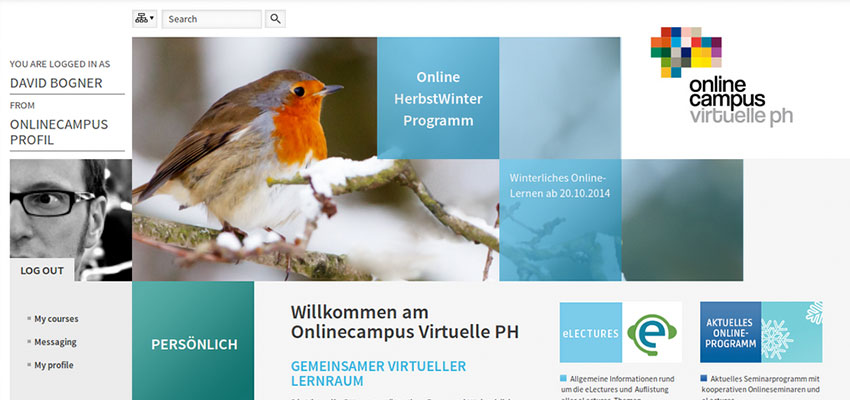 Search
YOU ARE LOGGED IN AS
DAVID BOGNER
FROM
ONLINECAMPUS
PROFIL
LOG OUT
My courses
Messaging
My profile
Online
HerbstWinter
Programm
Winterliches Online-
Lernen ab 20.10.2014
online
campus
virtuelle ph
PERSÖNLICH
Willkommen am
Onlinecampus Virtuelle PH
GEMEINSAMER VIRTUELLER
LERNRAUM
eLECTURES
Allgemeine Informationen rund
um die eLectures und Auflistung
AKTUELLES
ONLINE-
PROGRAMM
Aktuelles Seminarprogramm mit
kooperativen Onlineseminaren und